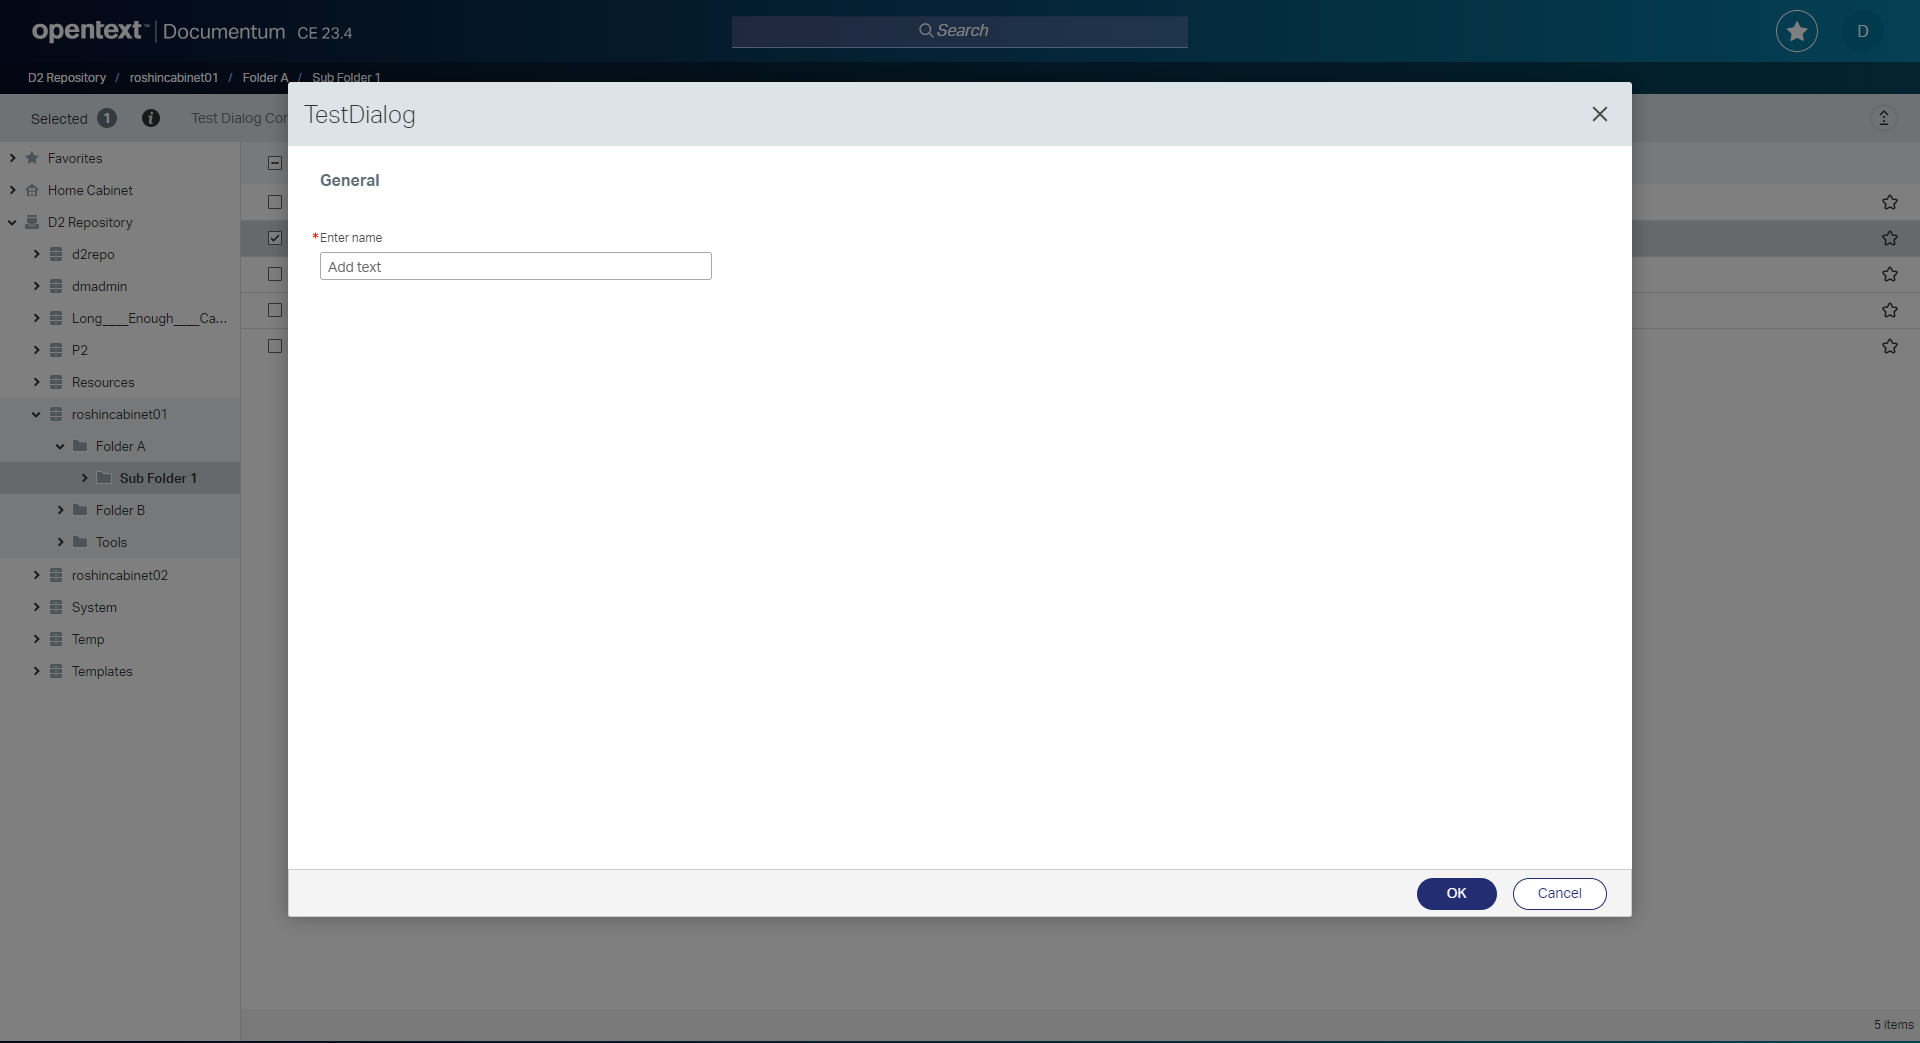 opentext™ | Documentum CE 23.4
Search
D
D2 Repository / roshincabinet01 / Folder A / Sub Folder 1
Selected 1
Test Dialog Con
TestDialog
General
*Enter name
Add text
OK
Cancel
Favorites
Home Cabinet
D2 Repository
d2repo
dmadmin
Long____Enough____Ca...
P2
Resources
roshincabinet01
Folder A
Sub Folder 1
Folder B
Tools
roshincabinet02
System
Temp
Templates
5 items